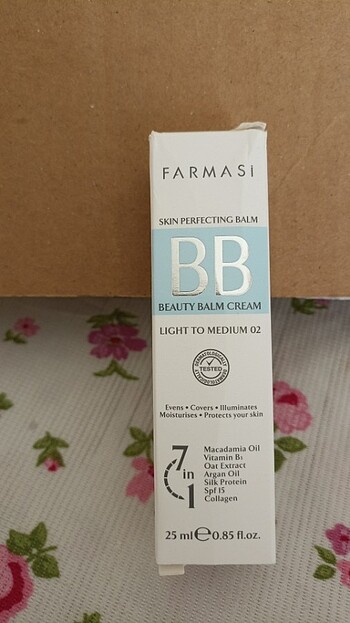 FARMASI
SKIN PERFECTING BALM
BB
BEAUTY BALM CREAM
LIGHT TO MEDIUM 02
DERMATOLOGICALLY
TESTED
DERMATOLOGICALLY
Evens • Covers • Illuminates
Moisturises • Protects your skin
7 in 1
Macadamia Oil
Vitamin B₃
Oat Extract
Argan Oil
Silk Protein
Spf 15
Collagen
25 ml ℮ 0.85 fl.oz.